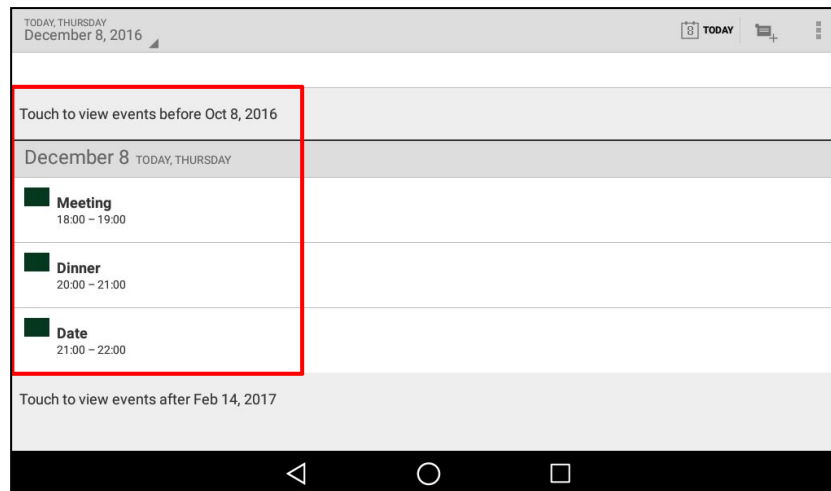 TODAY, THURSDAY
December 8, 2016
8 TODAY
Touch to view events before Oct 8, 2016
December 8 TODAY, THURSDAY
Meeting
18:00 – 19:00
Dinner
20:00 – 21:00
Date
21:00 – 22:00
Touch to view events after Feb 14, 2017